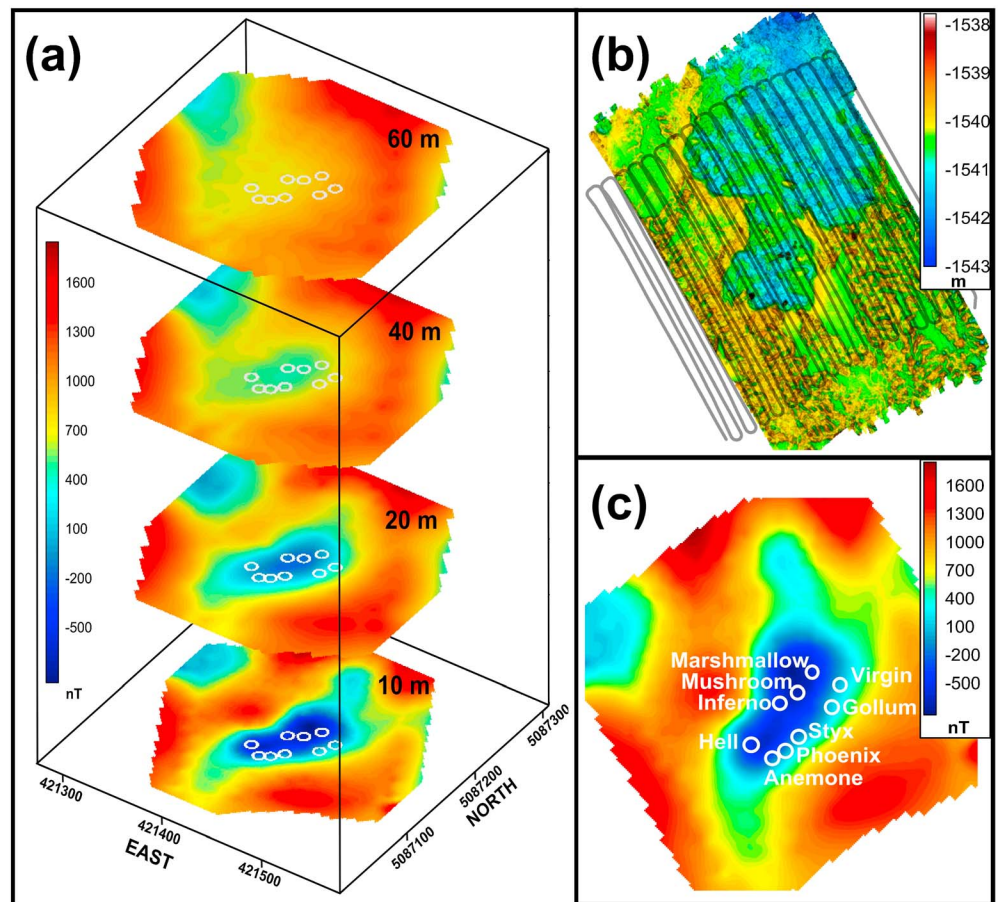 (a)
60 m
40 m
20 m
10 m
1600
1300
1000
700
400
100
-200
-500
nT
421300
421400
421500
EAST
5087100
5087200
5087300
NORTH
(b)
-1538
-1539
-1540
-1541
-1542
-1543
m
(c)
1600
1300
1000
700
400
100
-200
-500
nT
Marshmallow
Mushroom
Inferno
Virgin
Gollum
Hell
Styx
Phoenix
Anemone